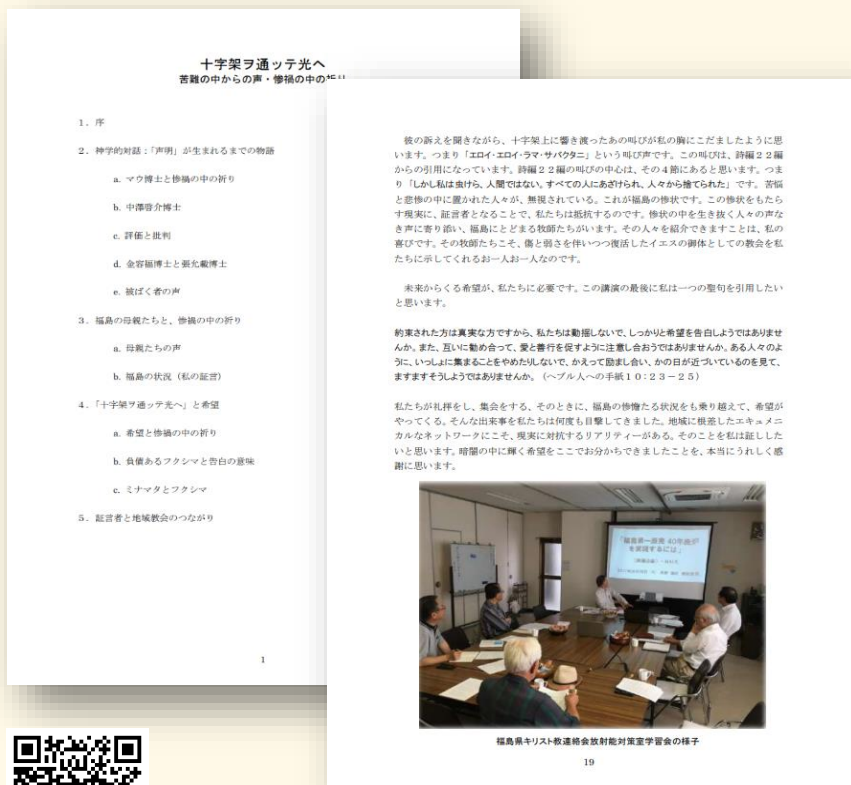 十字架ヲ通ッテ光へ
苦難の中からの声・惨禍の中の祈り
1．序
2．神学的対話：「声明」が生まれるまでの物語
a. マウ博士と惨禍の中の祈り
b. 中澤啓介博士
c. 評価と批判
d. 金容福博士と張允載博士
e. 被ばく者の声
3．福島の母親たちと、惨禍の中の祈り
a. 母親たちの声
b. 福島の状況（私の証言）
4．「十字架ヲ通ッテ光へ」と希望
a. 希望と惨禍の中の祈り
b. 負債あるフクシマと告白の意味
c. ミナマタとフクシマ
5．証言者と地域教会のつながり
1
彼の訴えを聞きながら、十字架上に響き渡ったあの叫びが私の胸にこだましたように思
います。つまり「エロイ・エロイ・ラマ・サバクタニ」という叫び声です。この叫びは、詩編２２編
からの引用になっています。詩編２２編の叫びの中心は、その４節にあると思います。つま
り「しかし私は虫けら、人間ではない。すべての人にあざけられ、人々から捨てられた」です。苦悩
と悲惨の中に置かれた人々が、無視されている。これが福島の惨状です。この惨状をもたら
す現実に、証言者となることで、私たちは抵抗するのです。惨状の中を生き抜く人々の声な
き声に寄り添い、福島にとどまる牧師たちがいます。その人々を紹介できますことは、私の
喜びです。その牧師たちこそ、傷と弱さを伴いつつ復活したイエスの御体としての教会を私
たちに示してくれるお一人お一人なのです。
未来からくる希望が、私たちに必要です。この講演の最後に私は一つの聖句を引用したい
と思います。
約束された方は真実な方ですから、私たちは動揺しないで、しっかりと希望を告白しようではありませ
んか。また、互いに勧め合って、愛と善行を促すように注意し合おうではありませんか。ある人々のよ
うに、いっしょに集まることをやめたりしないで、かえって励まし合い、かの日が近づいているのを見て、
ますますそうしようではありませんか。（ヘブル人への手紙１０：２３－２５）
私たちが礼拝をし、集会をする、そのときに、福島の惨憺たる状況をも乗り越えて、希望が
やってくる。そんな出来事を私たちは何度も目撃してきました。地域に根差したエキュメニ
カルなネットワークにこそ、現実に対抗するリアリティーがある。そのことを私は証しした
いと思います。暗闇の中に輝く希望をここでお分かちできましたことを、本当にうれしく感
謝に思います。
福島県キリスト教連絡会放射能対策室学習会の様子
19